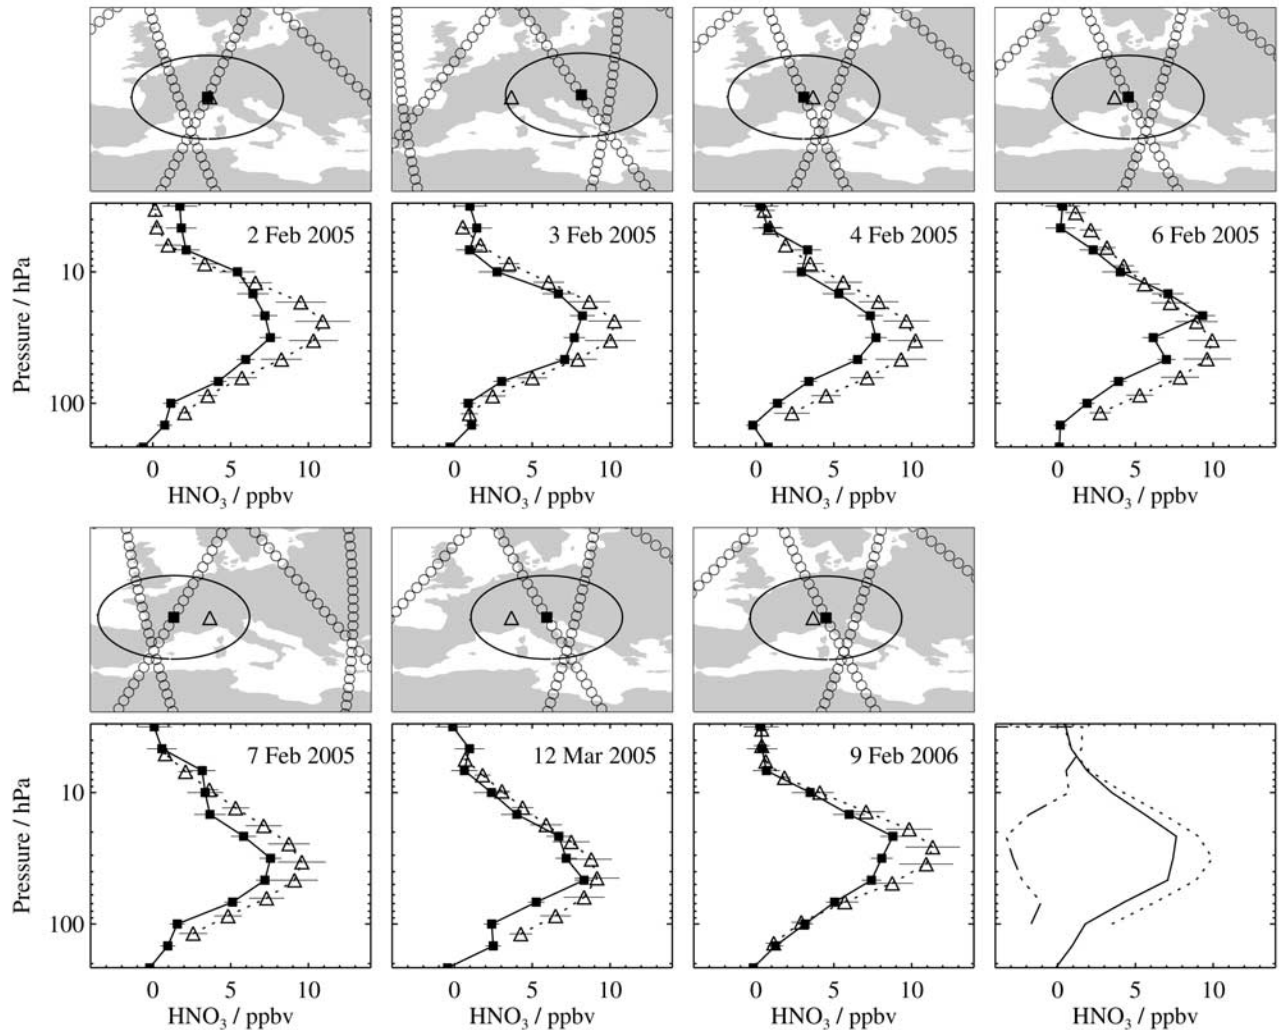 2 Feb 2005
3 Feb 2005
4 Feb 2005
6 Feb 2005
Pressure / hPa
10
100
0 5 10
0 5 10
0 5 10
0 5 10
HNO₃ / ppbv
HNO₃ / ppbv
HNO₃ / ppbv
HNO₃ / ppbv
7 Feb 2005
12 Mar 2005
9 Feb 2006
Pressure / hPa
10
100
0 5 10
0 5 10
0 5 10
0 5 10
HNO₃ / ppbv
HNO₃ / ppbv
HNO₃ / ppbv
HNO₃ / ppbv